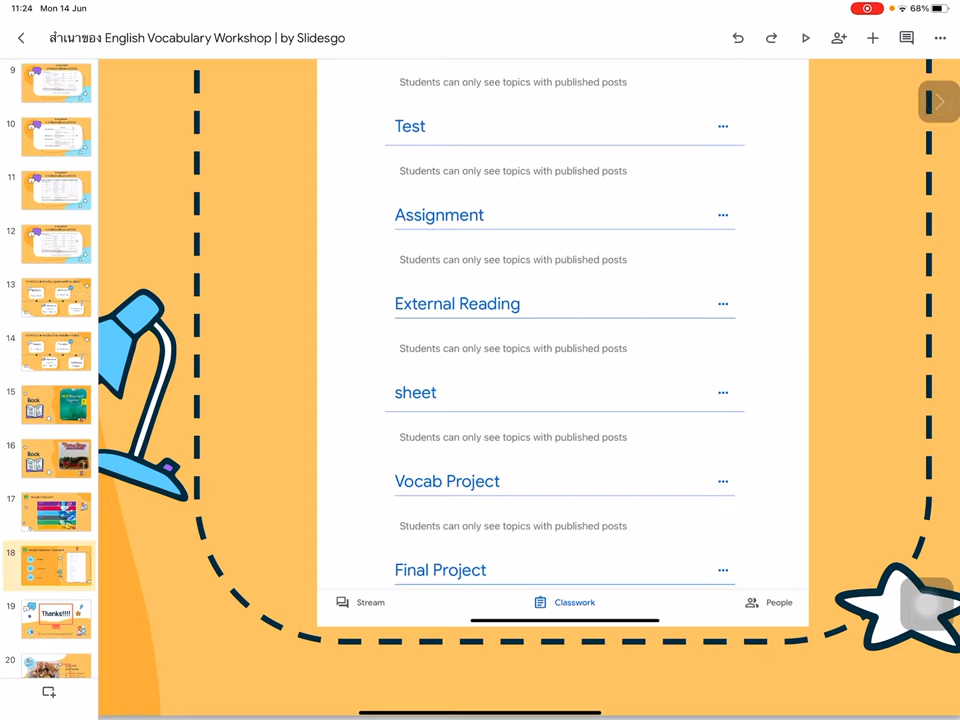 11:24 Mon 14 Jun
68%
สำเนาของ English Vocabulary Workshop | by Slidesgo
9
10
11
12
13
14
15
Book
16
Book
17
18
19
Thanks!!!!
20
Students can only see topics with published posts
Test
Students can only see topics with published posts
Assignment
Students can only see topics with published posts
External Reading
Students can only see topics with published posts
sheet
Students can only see topics with published posts
Vocab Project
Students can only see topics with published posts
Final Project
Stream
Classwork
People